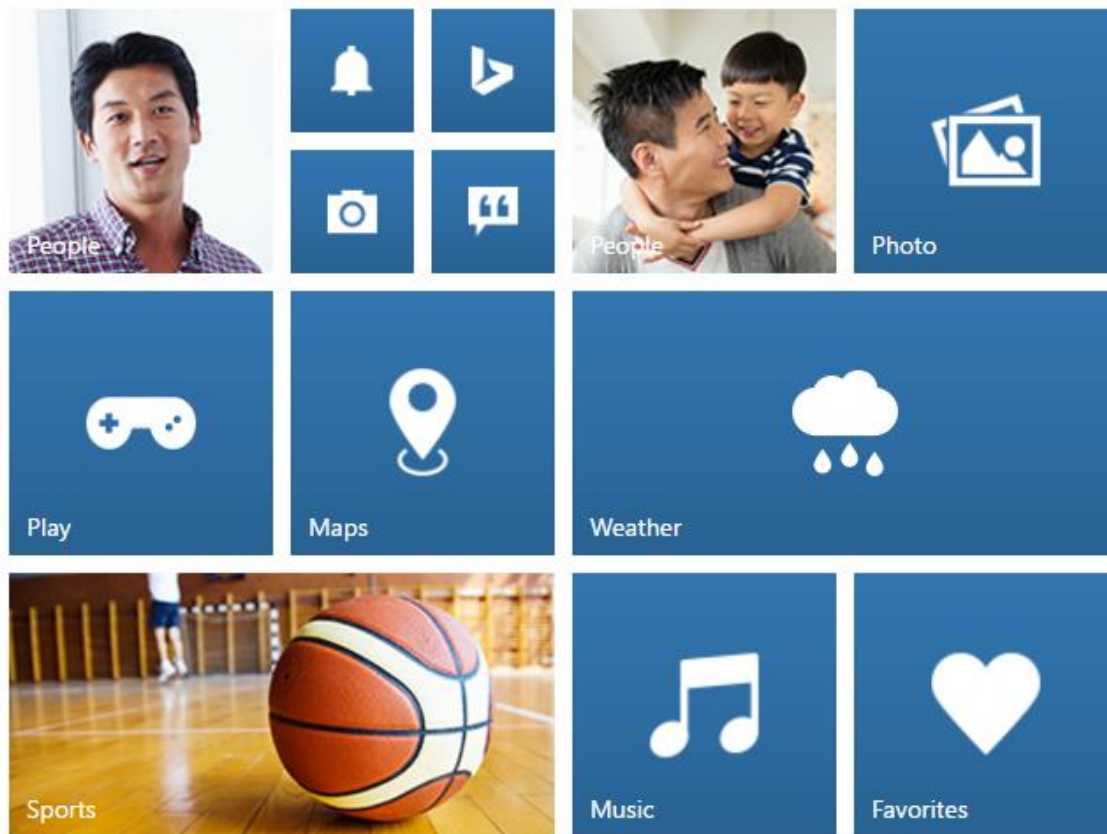 People
People
Photo
Play
Maps
Weather
Sports
Music
Favorites